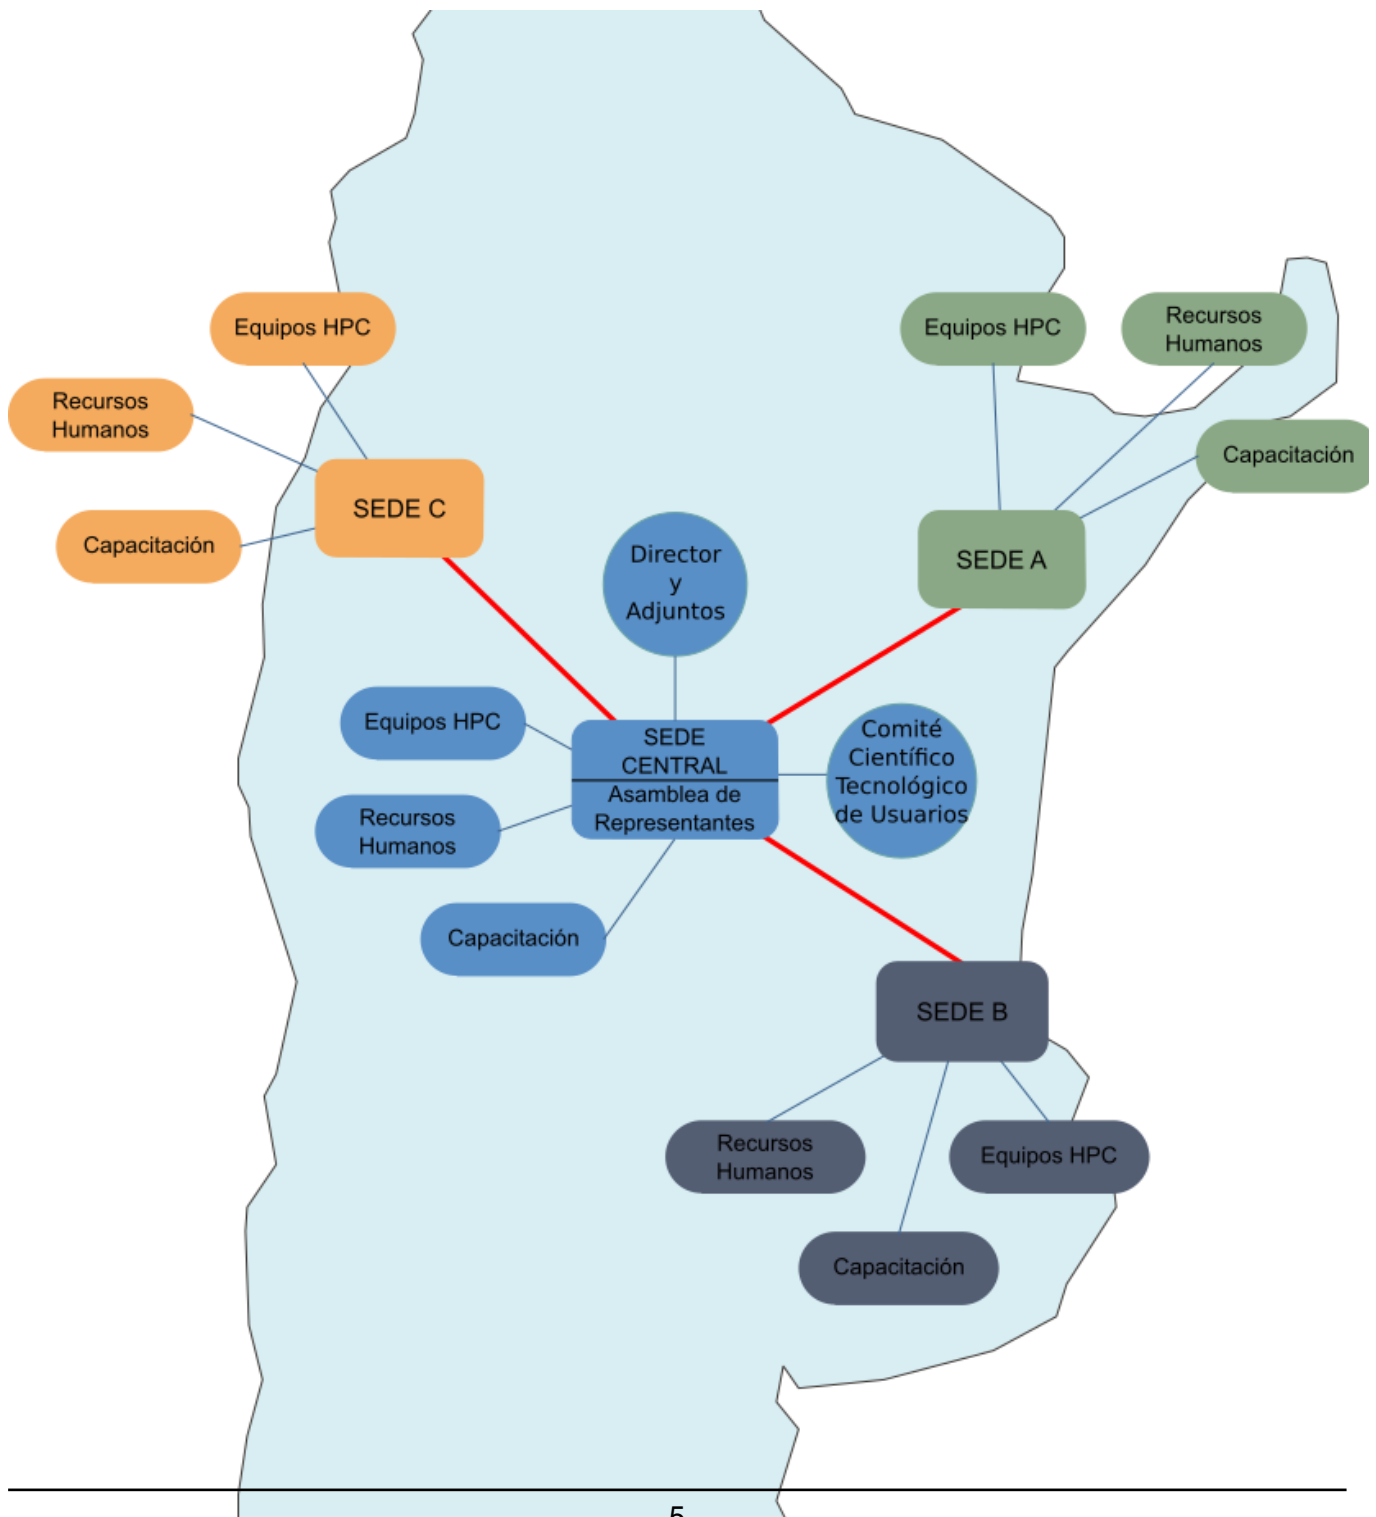 Equipos HPC
Recursos
Humanos
Capacitación
SEDE C
Equipos HPC
Recursos
Humanos
Capacitación
SEDE A
Director
y
Adjuntos
Equipos HPC
Recursos
Humanos
Capacitación
SEDE
CENTRAL
Asamblea de
Representantes
Comité
Científico
Tecnológico
de Usuarios
SEDE B
Recursos
Humanos
Equipos HPC
Capacitación
5